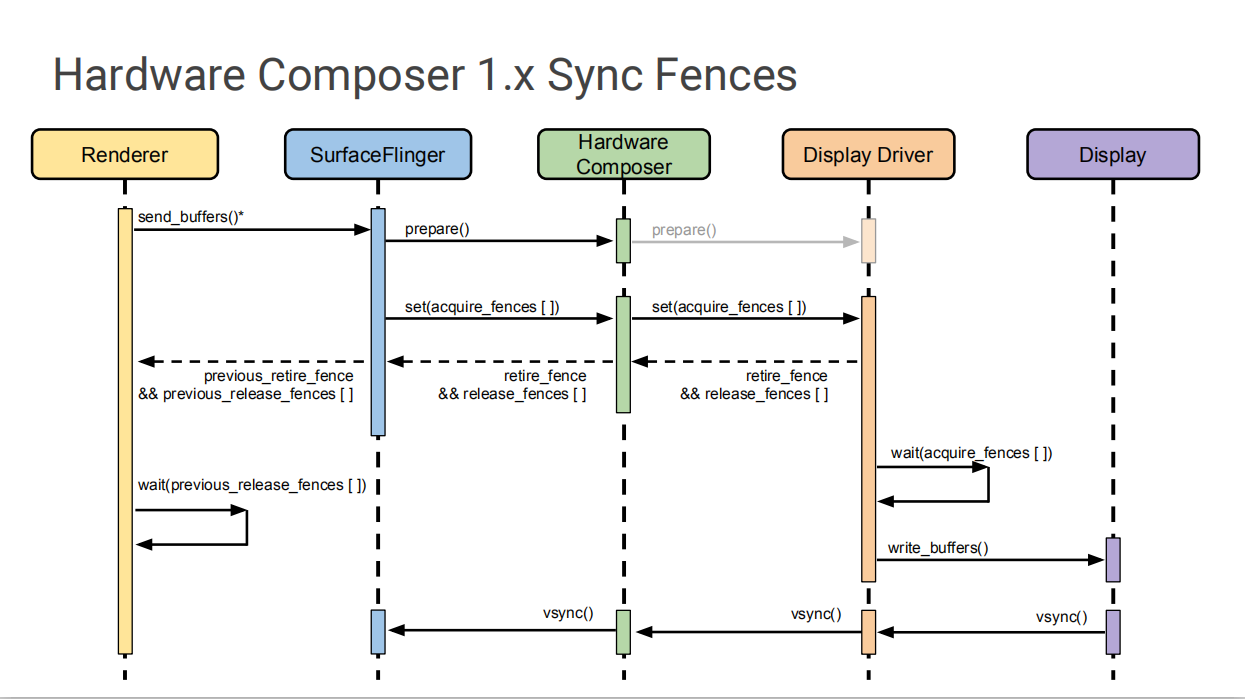 Hardware Composer 1.x Sync Fences
Renderer
SurfaceFlinger
Hardware
Composer
Display Driver
Display
send_buffers()*
prepare()
prepare()
set(acquire_fences [ ])
set(acquire_fences [ ])
previous_retire_fence
&& previous_release_fences [ ]
retire_fence
&& release_fences [ ]
retire_fence
&& release_fences [ ]
wait(acquire_fences [ ])
wait(previous_release_fences [ ])
write_buffers()
vsync()
vsync()
vsync()